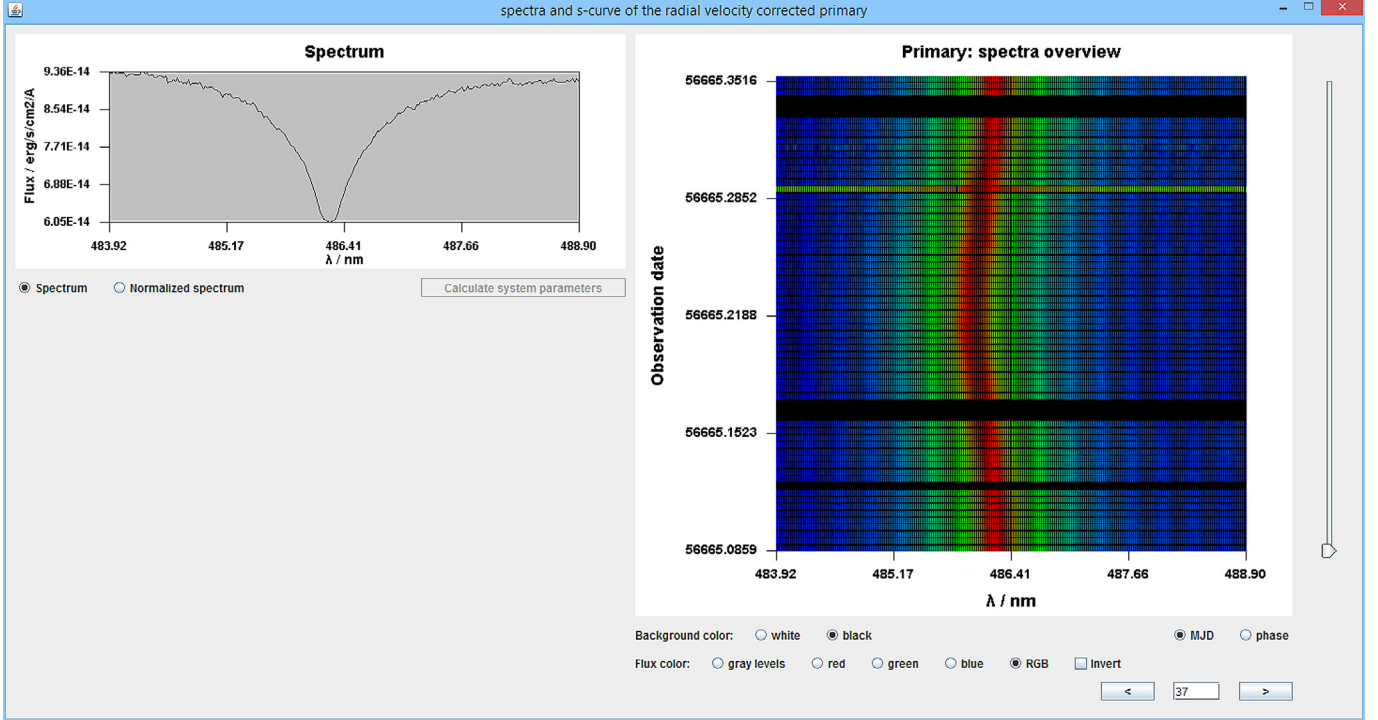 spectra and s-curve of the radial velocity corrected primary
Spectrum
9.36E-14
8.54E-14
7.71E-14
6.88E-14
6.05E-14
Flux / erg/s/cm2/A
483.92 485.17 486.41 487.66 488.90
λ / nm
Spectrum Normalized spectrum Calculate system parameters
Primary: spectra overview
56665.3516
56665.2852
56665.2188
56665.1523
56665.0859
Observation date
483.92 485.17 486.41 487.66 488.90
λ / nm
Background color: white black MJD phase
Flux color: gray levels red green blue RGB Invert
< 37 >